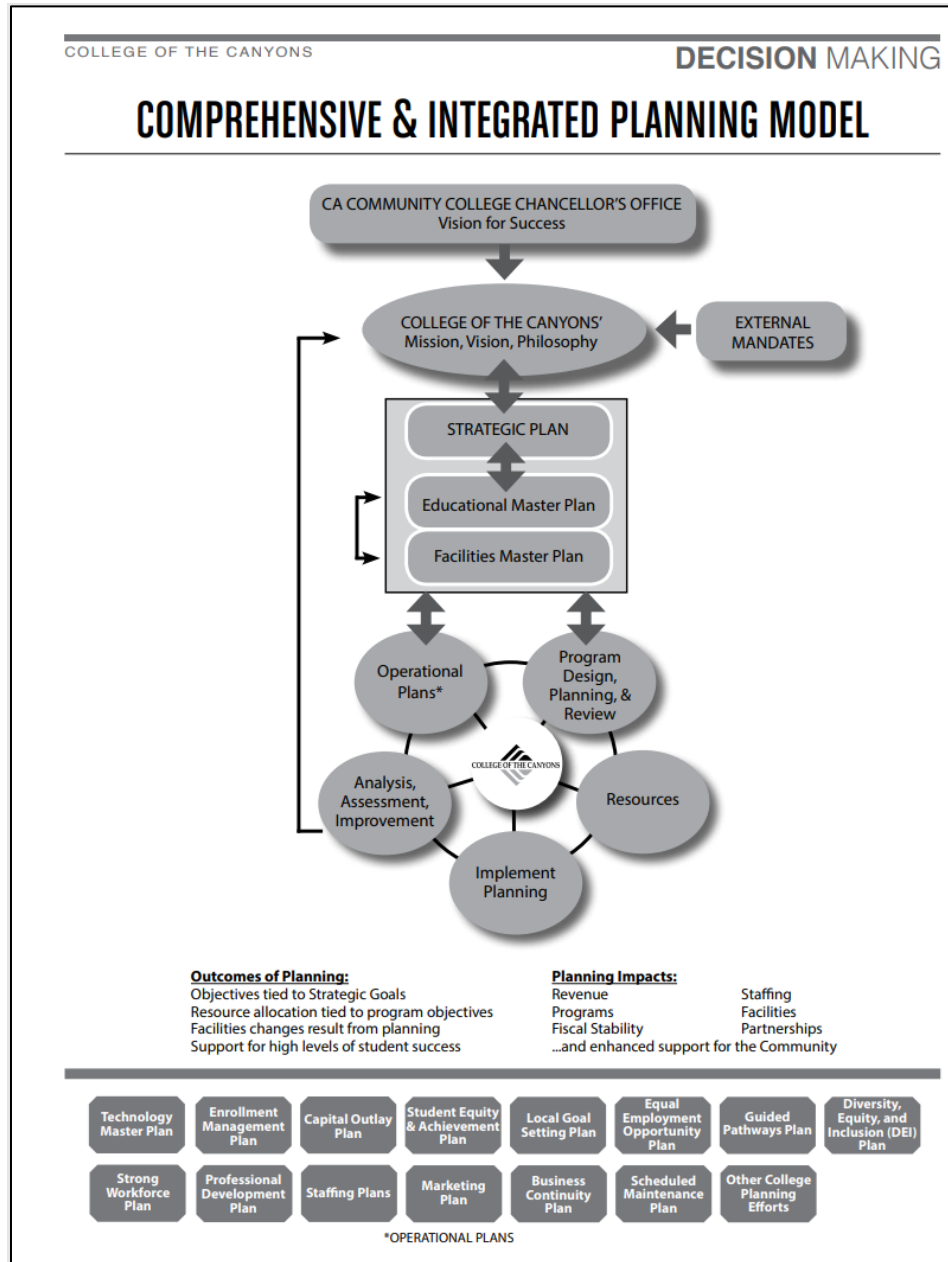 COLLEGE OF THE CANYONS
DECISION MAKING
COMPREHENSIVE & INTEGRATED PLANNING MODEL
CA COMMUNITY COLLEGE CHANCELLOR'S OFFICE
Vision for Success
COLLEGE OF THE CANYONS'
Mission, Vision, Philosophy
EXTERNAL
MANDATES
STRATEGIC PLAN
Educational Master Plan
Facilities Master Plan
Operational
Plans*
Program
Design,
Planning, &
Review
COLLEGE OF THE CANYONS
Analysis,
Assessment,
Improvement
Resources
Implement
Planning
Outcomes of Planning:
Objectives tied to Strategic Goals
Resource allocation tied to program objectives
Facilities changes result from planning
Support for high levels of student success
Planning Impacts:
Revenue Staffing
Programs Facilities
Fiscal Stability Partnerships
...and enhanced support for the Community
Technology
Master Plan
Enrollment
Management
Plan
Capital Outlay
Plan
Student Equity
& Achievement
Plan
Local Goal
Setting Plan
Equal
Employment
Opportunity
Plan
Guided
Pathways Plan
Diversity,
Equity, and
Inclusion (DEI)
Plan
Strong
Workforce
Plan
Professional
Development
Plan
Staffing Plans
Marketing
Plan
Business
Continuity
Plan
Scheduled
Maintenance
Plan
Other College
Planning
Efforts
*OPERATIONAL PLANS